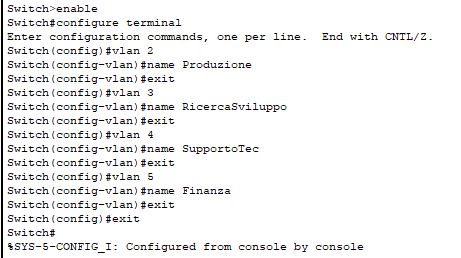 Switch>enable
Switch#configure terminal
Enter configuration commands, one per line.  End with CNTL/Z.
Switch(config)#vlan 2
Switch(config-vlan)#name Produzione
Switch(config-vlan)#exit
Switch(config)#vlan 3
Switch(config-vlan)#name RicercaSviluppo
Switch(config-vlan)#exit
Switch(config)#vlan 4
Switch(config-vlan)#name SupportoTec
Switch(config-vlan)#exit
Switch(config)#vlan 5
Switch(config-vlan)#name Finanza
Switch(config-vlan)#exit
Switch(config)#exit
Switch#
%SYS-5-CONFIG_I: Configured from console by console